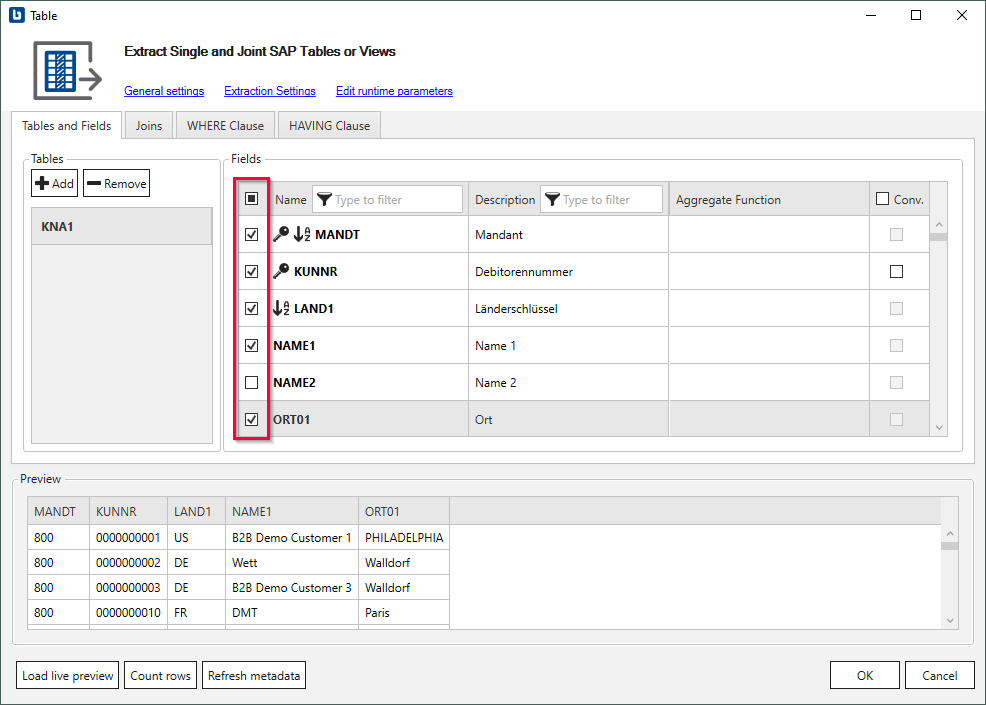 Table
Extract Single and Joint SAP Tables or Views
General settings Extraction Settings Edit runtime parameters
Tables and Fields Joins WHERE Clause HAVING Clause
Tables
Add Remove
KNA1
Fields
Name Type to filter Description Type to filter Aggregate Function Conv.
MANDT Mandant
KUNNR Debitorennummer
LAND1 Länderschlüssel
NAME1 Name 1
NAME2 Name 2
ORT01 Ort
Preview
MANDT KUNNR LAND1 NAME1 ORT01
800 0000000001 US B2B Demo Customer 1 PHILADELPHIA
800 0000000002 DE Wett Walldorf
800 0000000003 DE B2B Demo Customer 3 Walldorf
800 0000000010 FR DMT Paris
Load live preview Count rows Refresh metadata OK Cancel